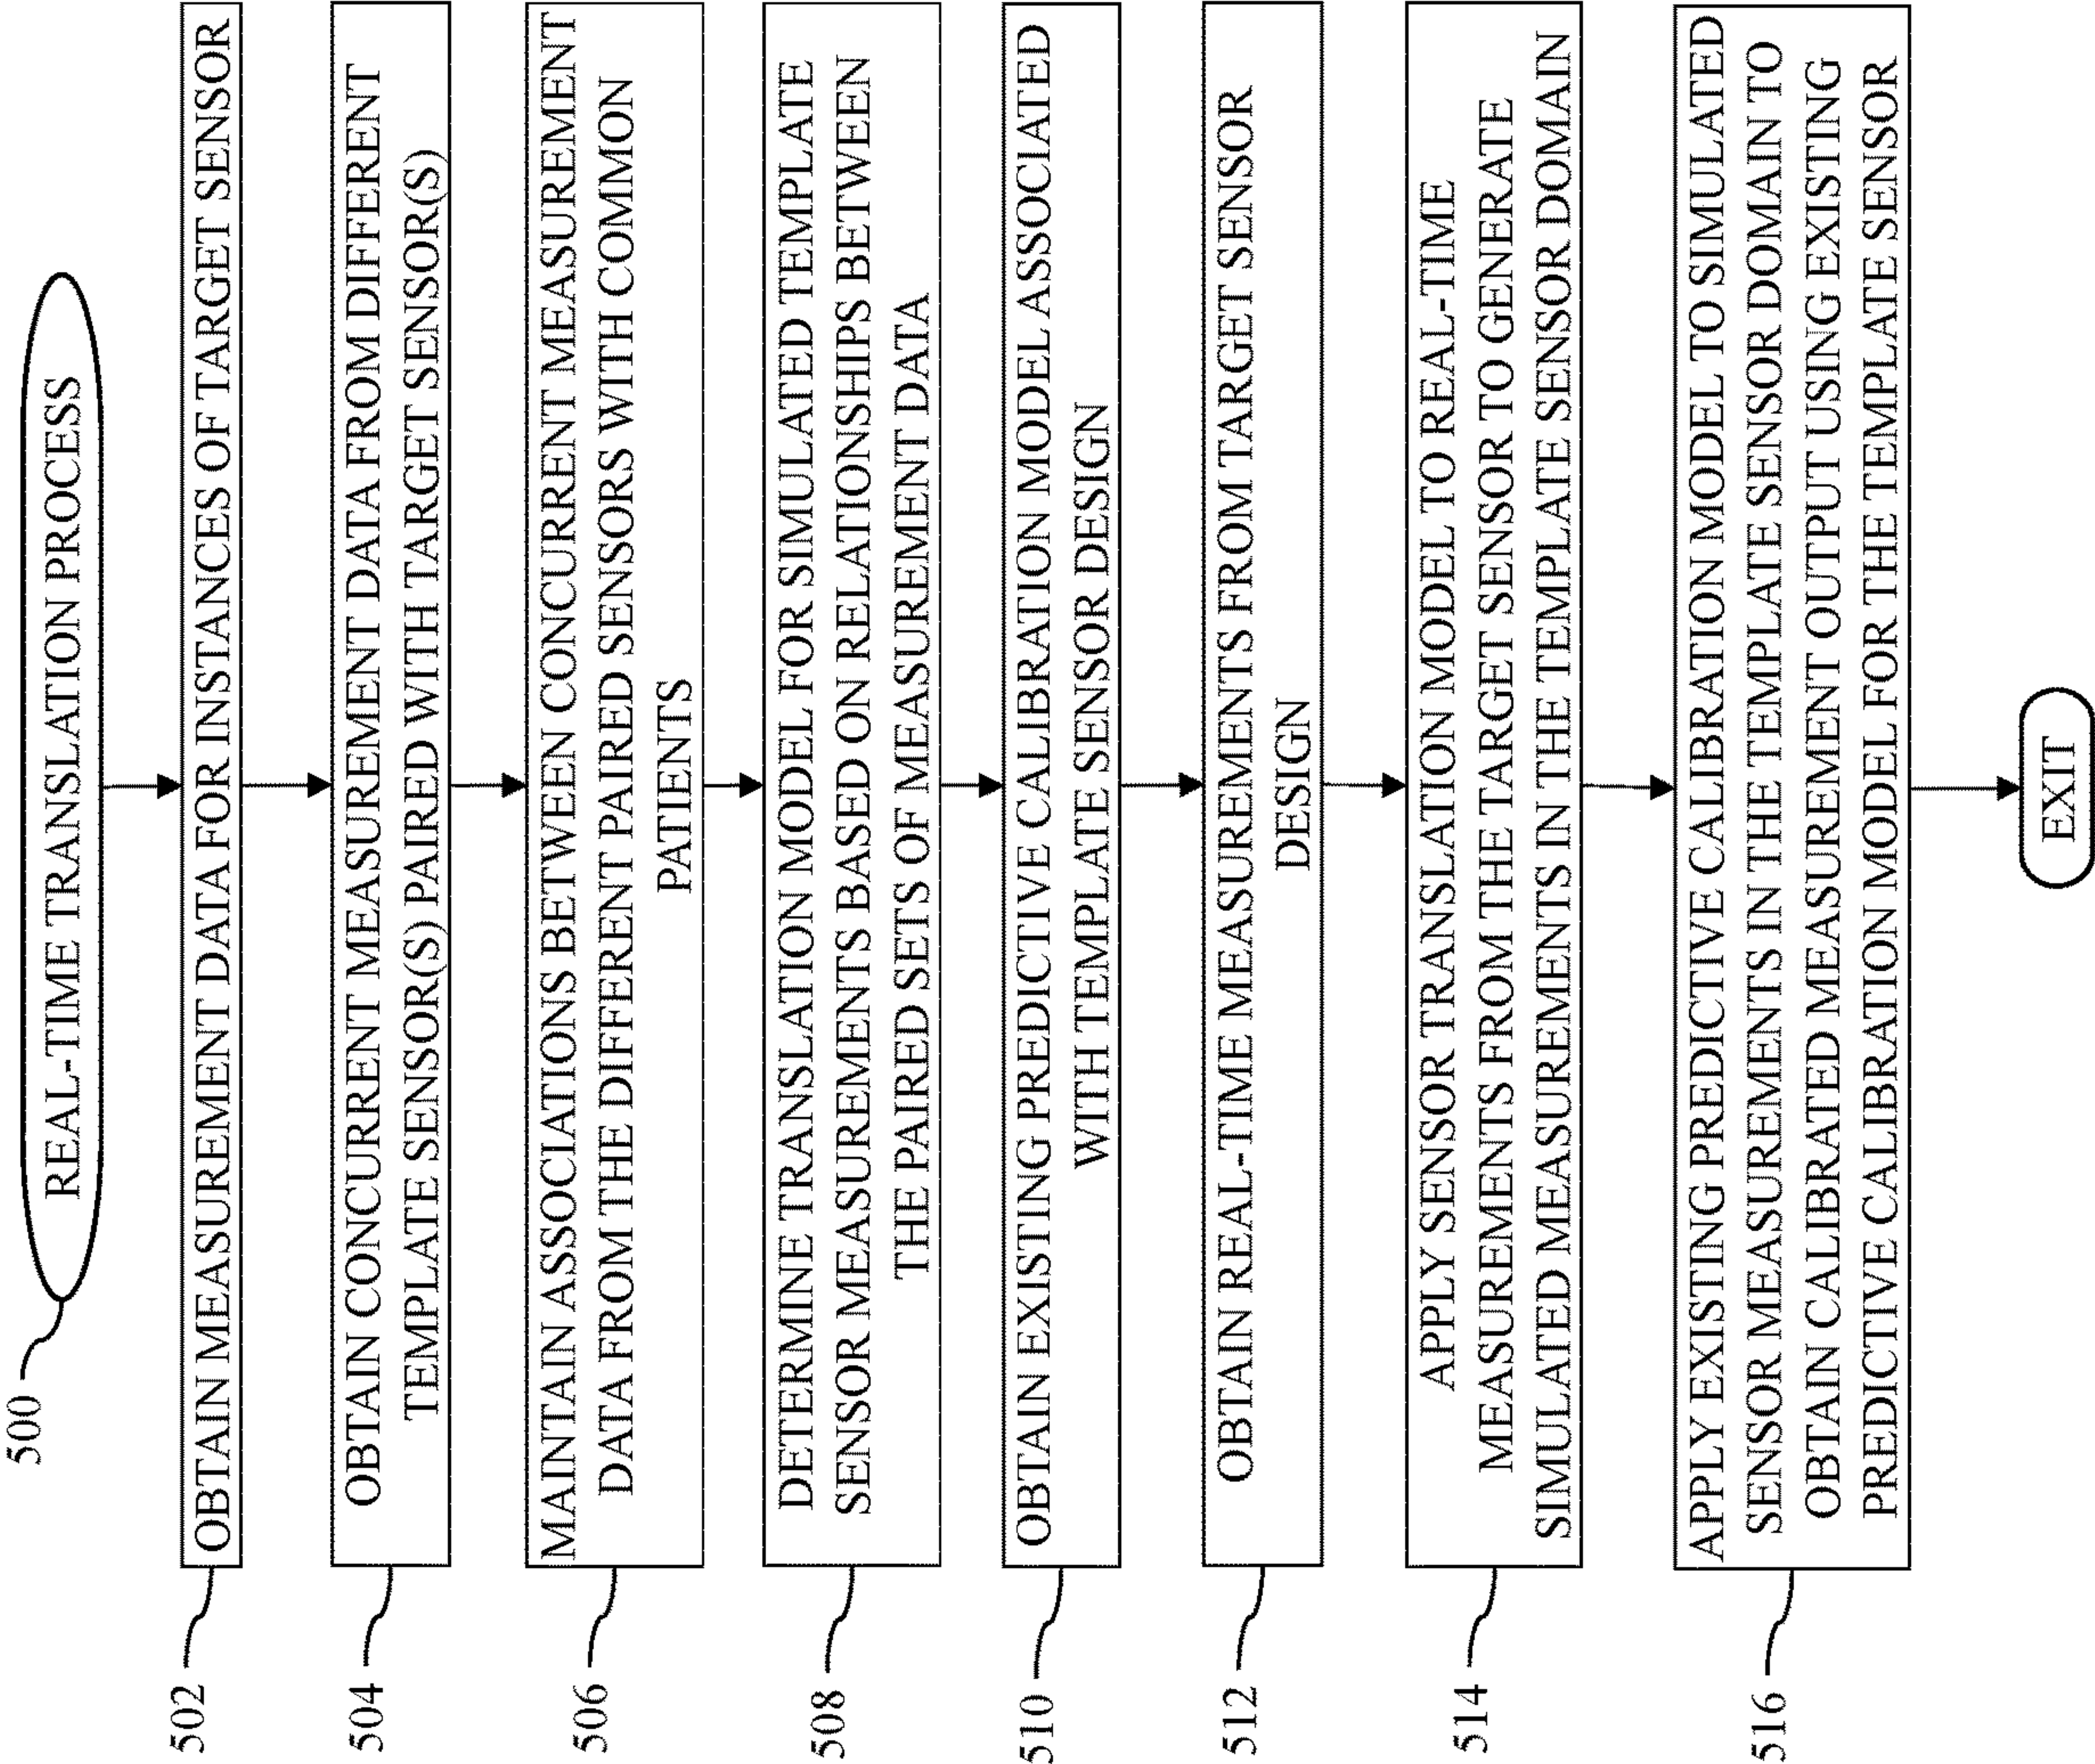 500
REAL-TIME TRANSLATION PROCESS
502
OBTAIN MEASUREMENT DATA FOR INSTANCES OF TARGET SENSOR
504
OBTAIN CONCURRENT MEASUREMENT DATA FROM DIFFERENT
TEMPLATE SENSOR(S) PAIRED WITH TARGET SENSOR(S)
506
MAINTAIN ASSOCIATIONS BETWEEN CONCURRENT MEASUREMENT
DATA FROM THE DIFFERENT PAIRED SENSORS WITH COMMON
PATIENTS
508
DETERMINE TRANSLATION MODEL FOR SIMULATED TEMPLATE
SENSOR MEASUREMENTS BASED ON RELATIONSHIPS BETWEEN
THE PAIRED SETS OF MEASUREMENT DATA
510
OBTAIN EXISTING PREDICTIVE CALIBRATION MODEL ASSOCIATED
WITH TEMPLATE SENSOR DESIGN
512
OBTAIN REAL-TIME MEASUREMENTS FROM TARGET SENSOR
DESIGN
514
APPLY SENSOR TRANSLATION MODEL TO REAL-TIME
MEASUREMENTS FROM THE TARGET SENSOR TO GENERATE
SIMULATED MEASUREMENTS IN THE TEMPLATE SENSOR DOMAIN
516
APPLY EXISTING PREDICTIVE CALIBRATION MODEL TO SIMULATED
SENSOR MEASUREMENTS IN THE TEMPLATE SENSOR DOMAIN TO
OBTAIN CALIBRATED MEASUREMENT OUTPUT USING EXISTING
PREDICTIVE CALIBRATION MODEL FOR THE TEMPLATE SENSOR
EXIT